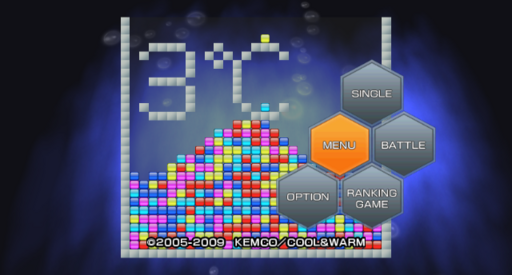 3℃
SINGLE
MENU
BATTLE
OPTION
RANKING
GAME
©2005-2009 KEMCO/COOL&WARM